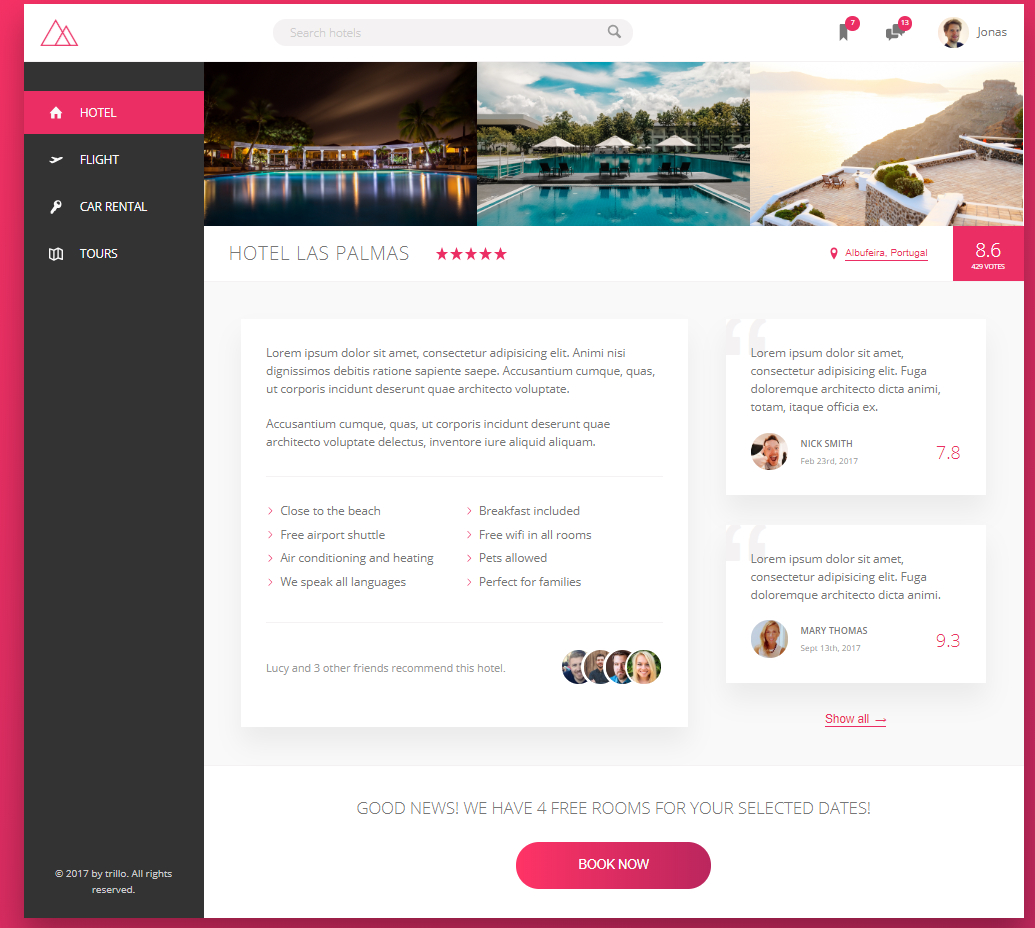 Search hotels
7
13
Jonas
HOTEL
FLIGHT
CAR RENTAL
TOURS
© 2017 by trillo. All rights
reserved.
HOTEL LAS PALMAS
Albufeira, Portugal
8.6
429 VOTES
Lorem ipsum dolor sit amet, consectetur adipisicing elit. Animi nisi
dignissimos debitis ratione sapiente saepe. Accusantium cumque, quas,
ut corporis incidunt deserunt quae architecto voluptate.
Accusantium cumque, quas, ut corporis incidunt deserunt quae
architecto voluptate delectus, inventore iure aliquid aliquam.
Close to the beach
Free airport shuttle
Air conditioning and heating
We speak all languages
Breakfast included
Free wifi in all rooms
Pets allowed
Perfect for families
Lucy and 3 other friends recommend this hotel.
“
Lorem ipsum dolor sit amet,
consectetur adipisicing elit. Fuga
doloremque architecto dicta animi,
totam, itaque officia ex.
NICK SMITH
Feb 23rd, 2017
7.8
“
Lorem ipsum dolor sit amet,
consectetur adipisicing elit. Fuga
doloremque architecto dicta animi.
MARY THOMAS
Sept 13th, 2017
9.3
Show all →
GOOD NEWS! WE HAVE 4 FREE ROOMS FOR YOUR SELECTED DATES!
BOOK NOW